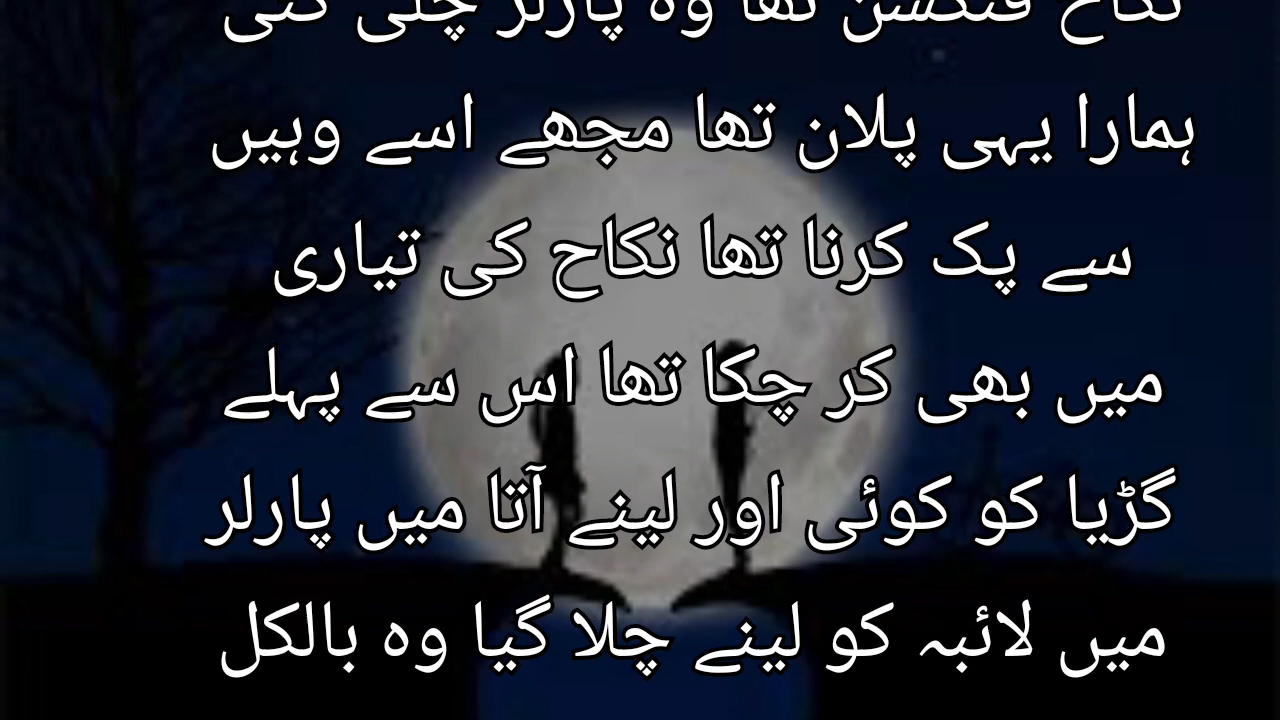 نکاح فنکشن تھا وہ پارلر چلی گئی
ہمارا یہی پلان تھا مجھے اسے وہیں
سے پک کرنا تھا نکاح کی تیاری
میں بھی کر چکا تھا اس سے پہلے
گڑیا کو کوئی اور لینے آتا میں پارلر
میں لائبہ کو لینے چلا گیا وہ بالکل